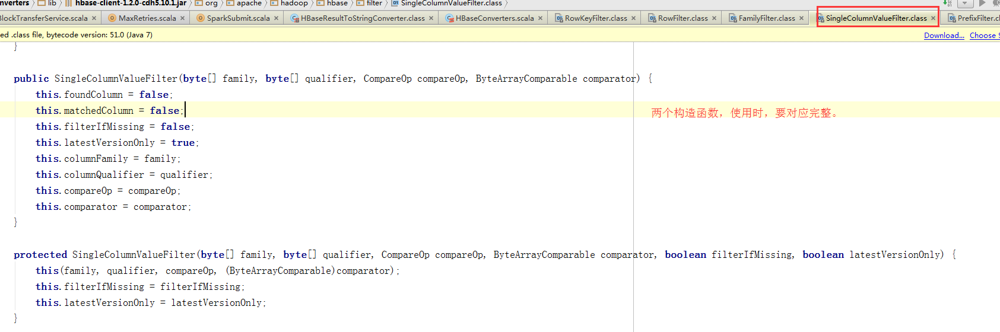 nverters lib hbase-client-1.2.0-cdh5.10.1.jar org apache hadoop hbase filter SingleColumnValueFilter.class
BlockTransferService.scala MaxRetries.scala SparkSubmit.scala HBaseResultToStringConverter.class HBaseConverters.scala RowKeyFilter.class RowFilter.class FamilyFilter.class SingleColumnValueFilter.class PrefixFilter.cl
ed .class file, bytecode version: 51.0 (Java 7) Download... Choose S
}
public SingleColumnValueFilter(byte[] family, byte[] qualifier, CompareOp compareOp, ByteArrayComparable comparator) {
this.foundColumn = false;
this.matchedColumn = false;
两个构造函数，使用时，要对应完整。
this.filterIfMissing = false;
this.latestVersionOnly = true;
this.columnFamily = family;
this.columnQualifier = qualifier;
this.compareOp = compareOp;
this.comparator = comparator;
}
protected SingleColumnValueFilter(byte[] family, byte[] qualifier, CompareOp compareOp, ByteArrayComparable comparator, boolean filterIfMissing, boolean latestVersionOnly) {
this(family, qualifier, compareOp, (ByteArrayComparable)comparator);
this.filterIfMissing = filterIfMissing;
this.latestVersionOnly = latestVersionOnly;
}